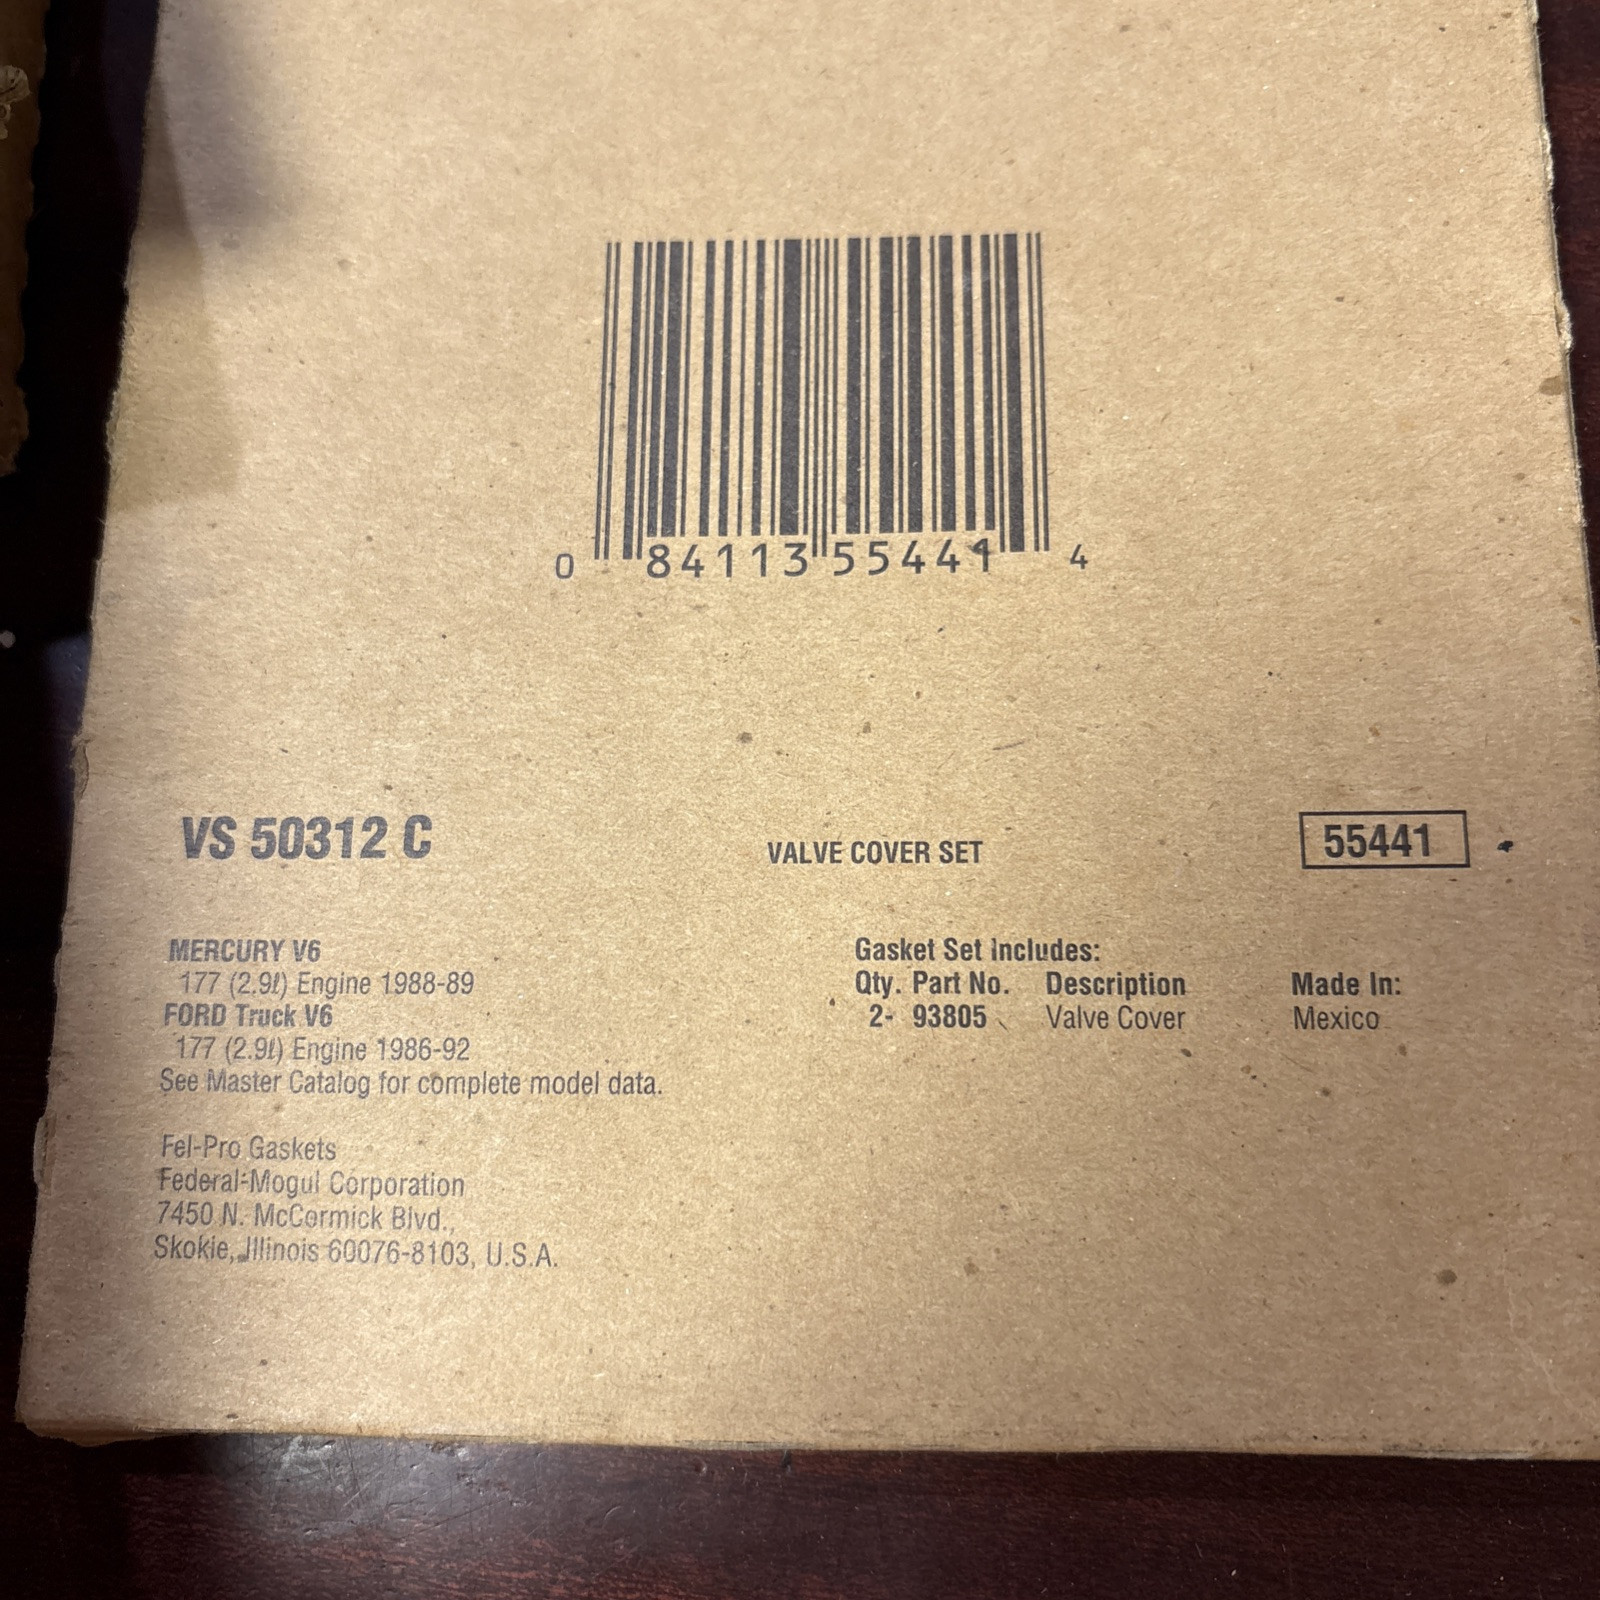 0 84113 55441 4
VS 50312 C VALVE COVER SET 55441
MERCURY V6
177 (2.9ℓ) Engine 1988-89
FORD Truck V6
177 (2.9ℓ) Engine 1986-92
See Master Catalog for complete model data.
Gasket Set Includes:
Qty. Part No. Description Made In:
2- 93805 Valve Cover Mexico
Fel-Pro Gaskets
Federal-Mogul Corporation
7450 N. McCormick Blvd.,
Skokie, Illinois 60076-8103, U.S.A.